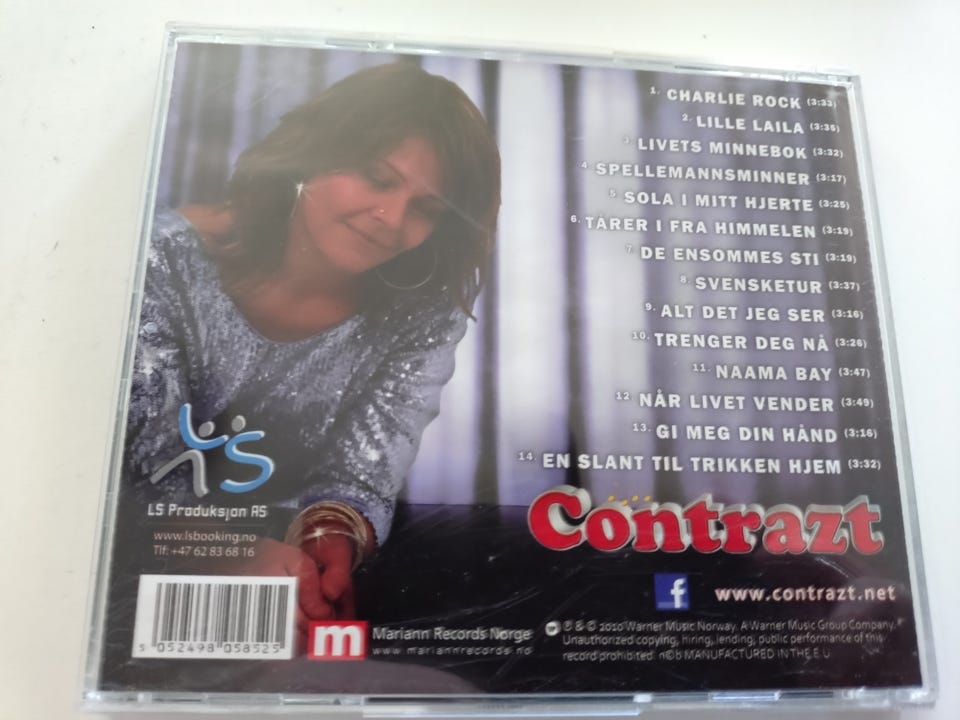 1. CHARLIE ROCK (3:33)
2. LILLE LAILA (3:35)
3. LIVETS MINNEBOK (3:32)
4. SPELLEMANNSMINNER (3:17)
5. SOLA I MITT HJERTE (3:25)
6. TÅRER I FRA HIMMELEN (3:19)
7. DE ENSOMMES STI (3:19)
8. SVENSKETUR (3:37)
9. ALT DET JEG SER (3:16)
10. TRENGER DEG NÅ (3:26)
11. NAAMA BAY (3:47)
12. NÅR LIVET VENDER (3:49)
13. GI MEG DIN HÅND (3:16)
14. EN SLANT TIL TRIKKEN HJEM (3:32)
Contrazt
LS
LS Produksjon AS
www.lsbooking.no
Tlf: +47 62 83 68 16
f www.contrazt.net
5 052498 058525
m Mariann Records Norge
www.mariannrecords.no
℗ & © 2010 Warner Music Norway. A Warner Music Group Company.
Unauthorized copying, hiring, lending, public performance of this
record prohibited. n©b MANUFACTURED IN THE E.U.